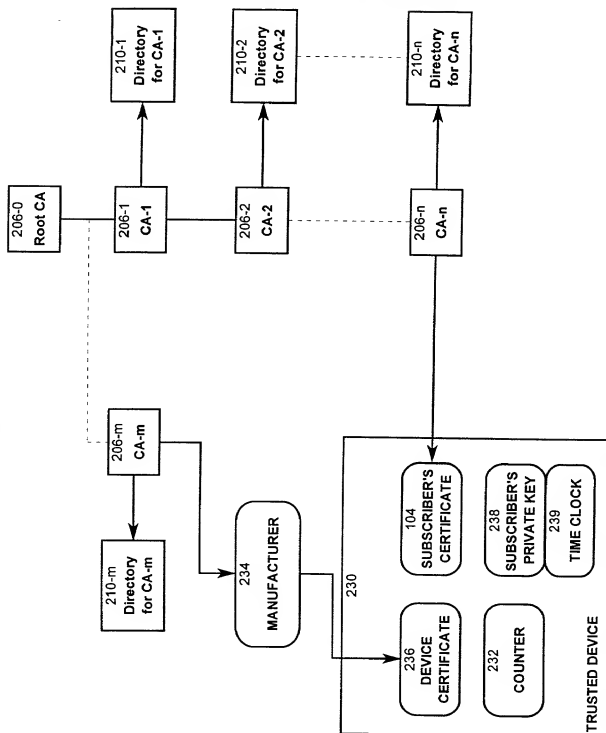 206-0
Root CA
206-1
CA-1
210-1
Directory
for CA-1
206-2
CA-2
210-2
Directory
for CA-2
206-n
CA-n
210-n
Directory
for CA-n
206-m
CA-m
210-m
Directory
for CA-m
234
MANUFACTURER
230
236
DEVICE
CERTIFICATE
104
SUBSCRIBER'S
CERTIFICATE
232
COUNTER
238
SUBSCRIBER'S
PRIVATE KEY
239
TIME CLOCK
TRUSTED DEVICE